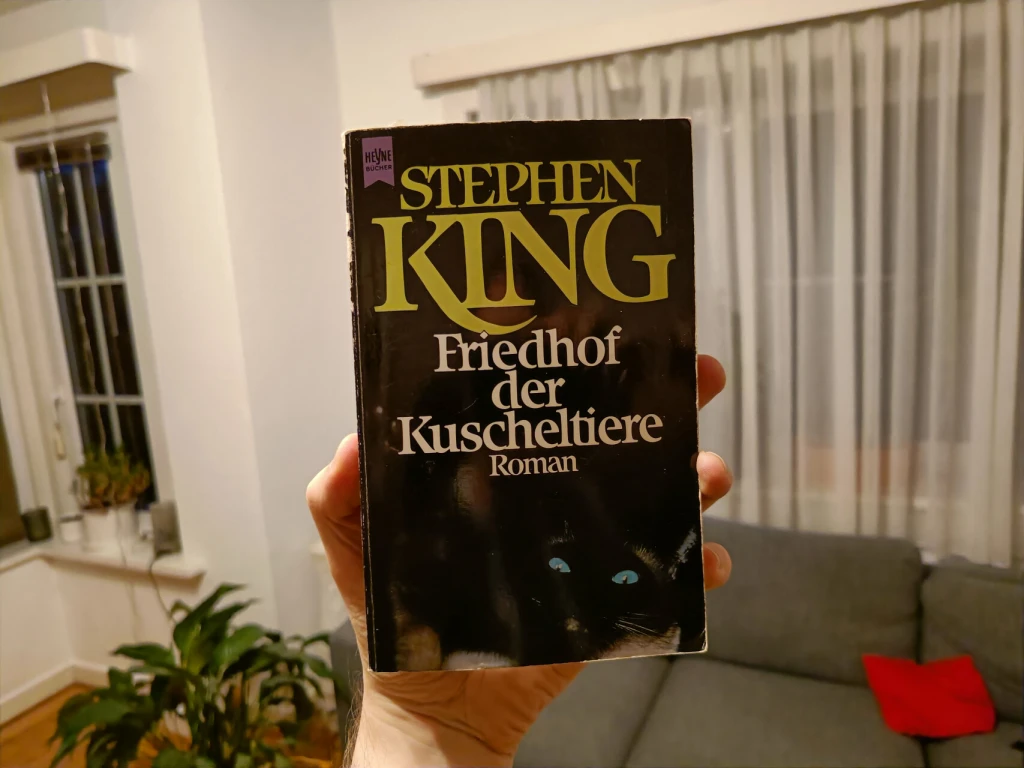 HEYNE
BÜCHER
STEPHEN
KING
Friedhof
der
Kuscheltiere
Roman